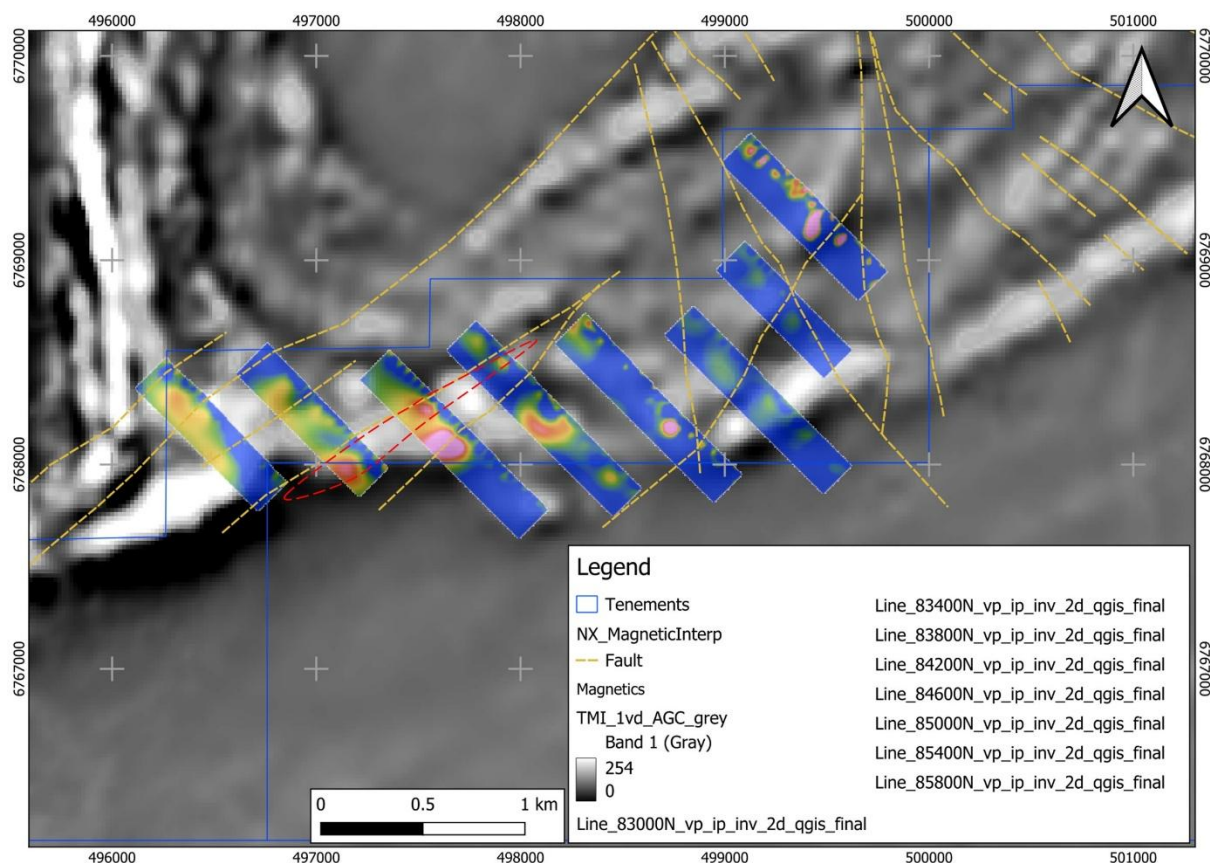 496000 497000 498000 499000 500000 501000
6770000 6770000
6769000 6769000
6768000 6768000
6767000 6767000
Legend
Tenements
NX_MagneticInterp
Fault
Magnetics
TMI_1vd_AGC_grey
Band 1 (Gray)
254
0
Line_83000N_vp_ip_inv_2d_qgis_final
Line_83400N_vp_ip_inv_2d_qgis_final
Line_83800N_vp_ip_inv_2d_qgis_final
Line_84200N_vp_ip_inv_2d_qgis_final
Line_84600N_vp_ip_inv_2d_qgis_final
Line_85000N_vp_ip_inv_2d_qgis_final
Line_85400N_vp_ip_inv_2d_qgis_final
Line_85800N_vp_ip_inv_2d_qgis_final
0 0.5 1 km
496000 497000 498000 499000 500000 501000